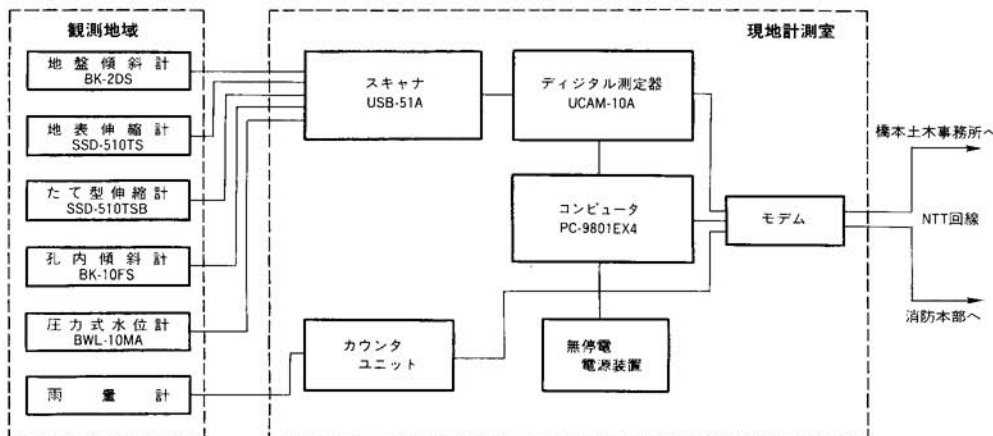 観測地域
地盤傾斜計
BK-2DS
地表伸縮計
SSD-510TS
たて型伸縮計
SSD-510TSB
孔内傾斜計
BK-10FS
圧力式水位計
BWL-10MA
雨量計
現地計測室
スキャナ
USB-51A
ディジタル測定器
UCAM-10A
コンピュータ
PC-9801EX4
モデム
カウンタ
ユニット
無停電
電源装置
橋本土木事務所へ
NTT回線
消防本部へ